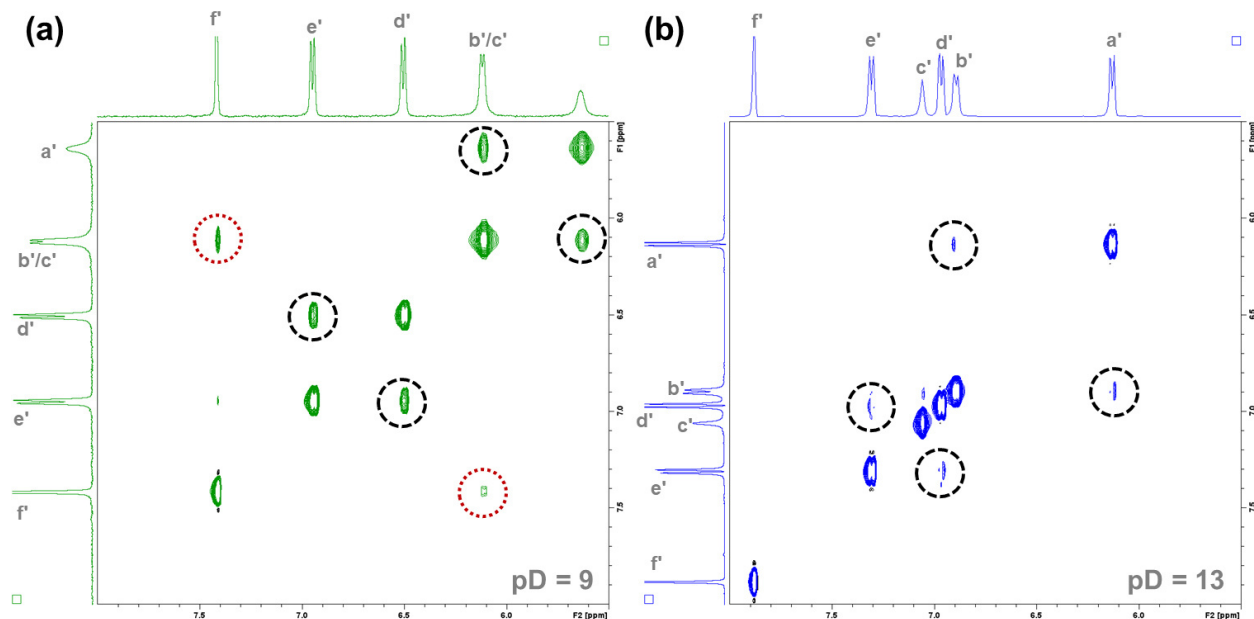 (a)
f'
e'
d'
b'/c'
a'
b'/c'
d'
e'
f'
F1 [ppm]
6.0
6.5
7.0
7.5
pD = 9
7.5
7.0
6.5
6.0
F2 [ppm]
(b)
f'
e'
c'
d'
b'
a'
a'
b'
d'
c'
e'
f'
F1 [ppm]
6.0
6.5
7.0
7.5
pD = 13
7.5
7.0
6.5
6.0
F2 [ppm]